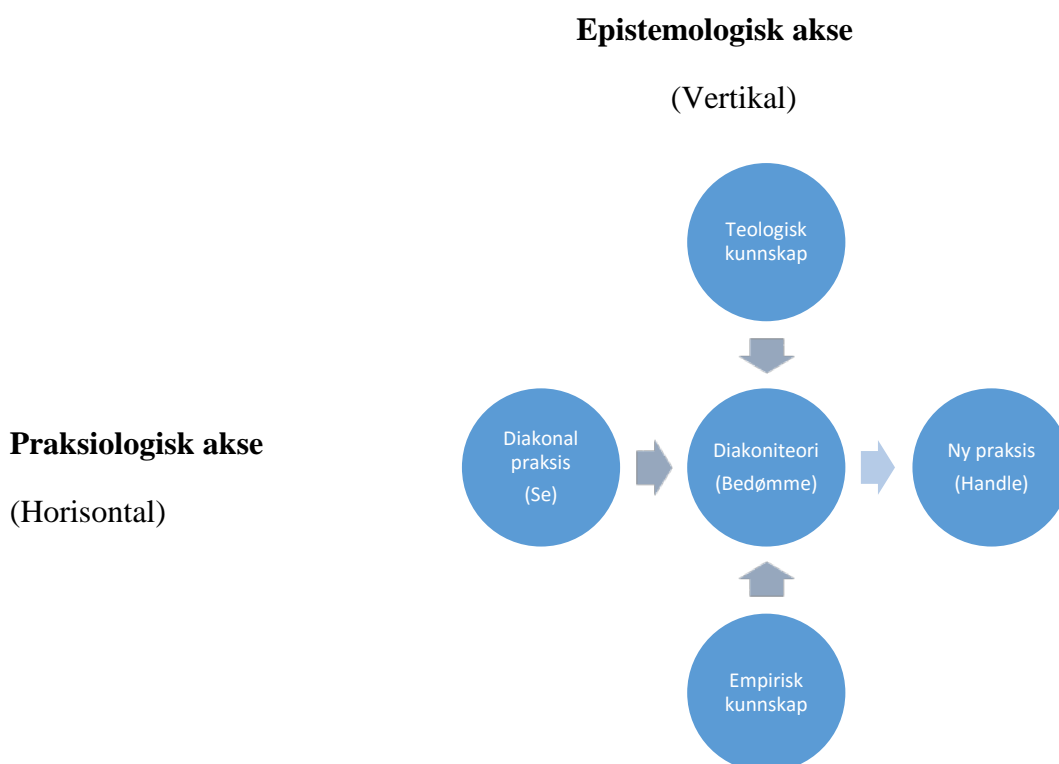 Epistemologisk akse
(Vertikal)
Teologisk
kunnskap
Praksiologisk akse
(Horisontal)
Diakonal
praksis
(Se)
Diakoniteori
(Bedømme)
Ny praksis
(Handle)
Empirisk
kunnskap